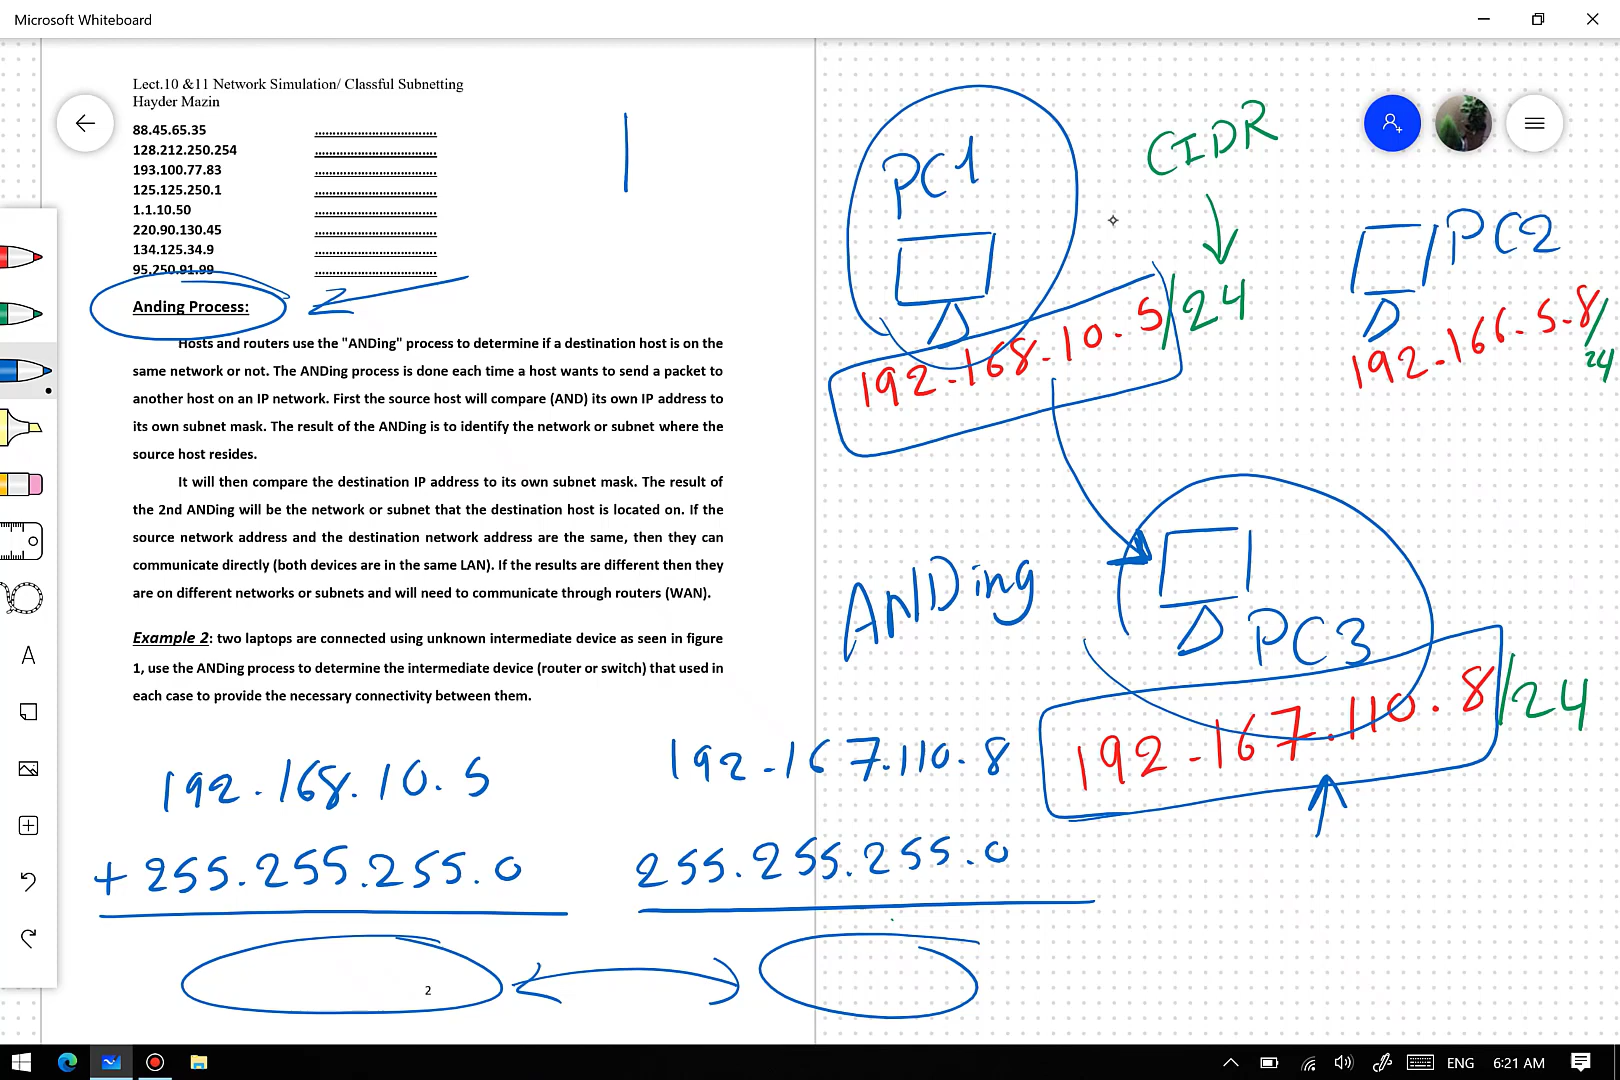 Microsoft Whiteboard
Lect.10 &11 Network Simulation/ Classful Subnetting
Hayder Mazin
88.45.65.35 ..................................
128.212.250.254 ..................................
193.100.77.83 ..................................
125.125.250.1 ..................................
1.1.10.50 ..................................
220.90.130.45 ..................................
134.125.34.9 ..................................
95.250.91.99 ..................................
Anding Process:
Hosts and routers use the "ANDing" process to determine if a destination host is on the
same network or not. The ANDing process is done each time a host wants to send a packet to
another host on an IP network. First the source host will compare (AND) its own IP address to
its own subnet mask. The result of the ANDing is to identify the network or subnet where the
source host resides.
It will then compare the destination IP address to its own subnet mask. The result of
the 2nd ANDing will be the network or subnet that the destination host is located on. If the
source network address and the destination network address are the same, then they can
communicate directly (both devices are in the same LAN). If the results are different then they
are on different networks or subnets and will need to communicate through routers (WAN).
Example 2: two laptops are connected using unknown intermediate device as seen in figure
1, use the ANDing process to determine the intermediate device (router or switch) that used in
each case to provide the necessary connectivity between them.
192.168.10.5
+ 255.255.255.0
2
192.167.110.8
255.255.255.0
PC1
192.168.10.5/24
CIDR
PC2
192.166.5.8/
24
ANDing
PC3
192.167.110.8/24
A
ENG
6:21 AM